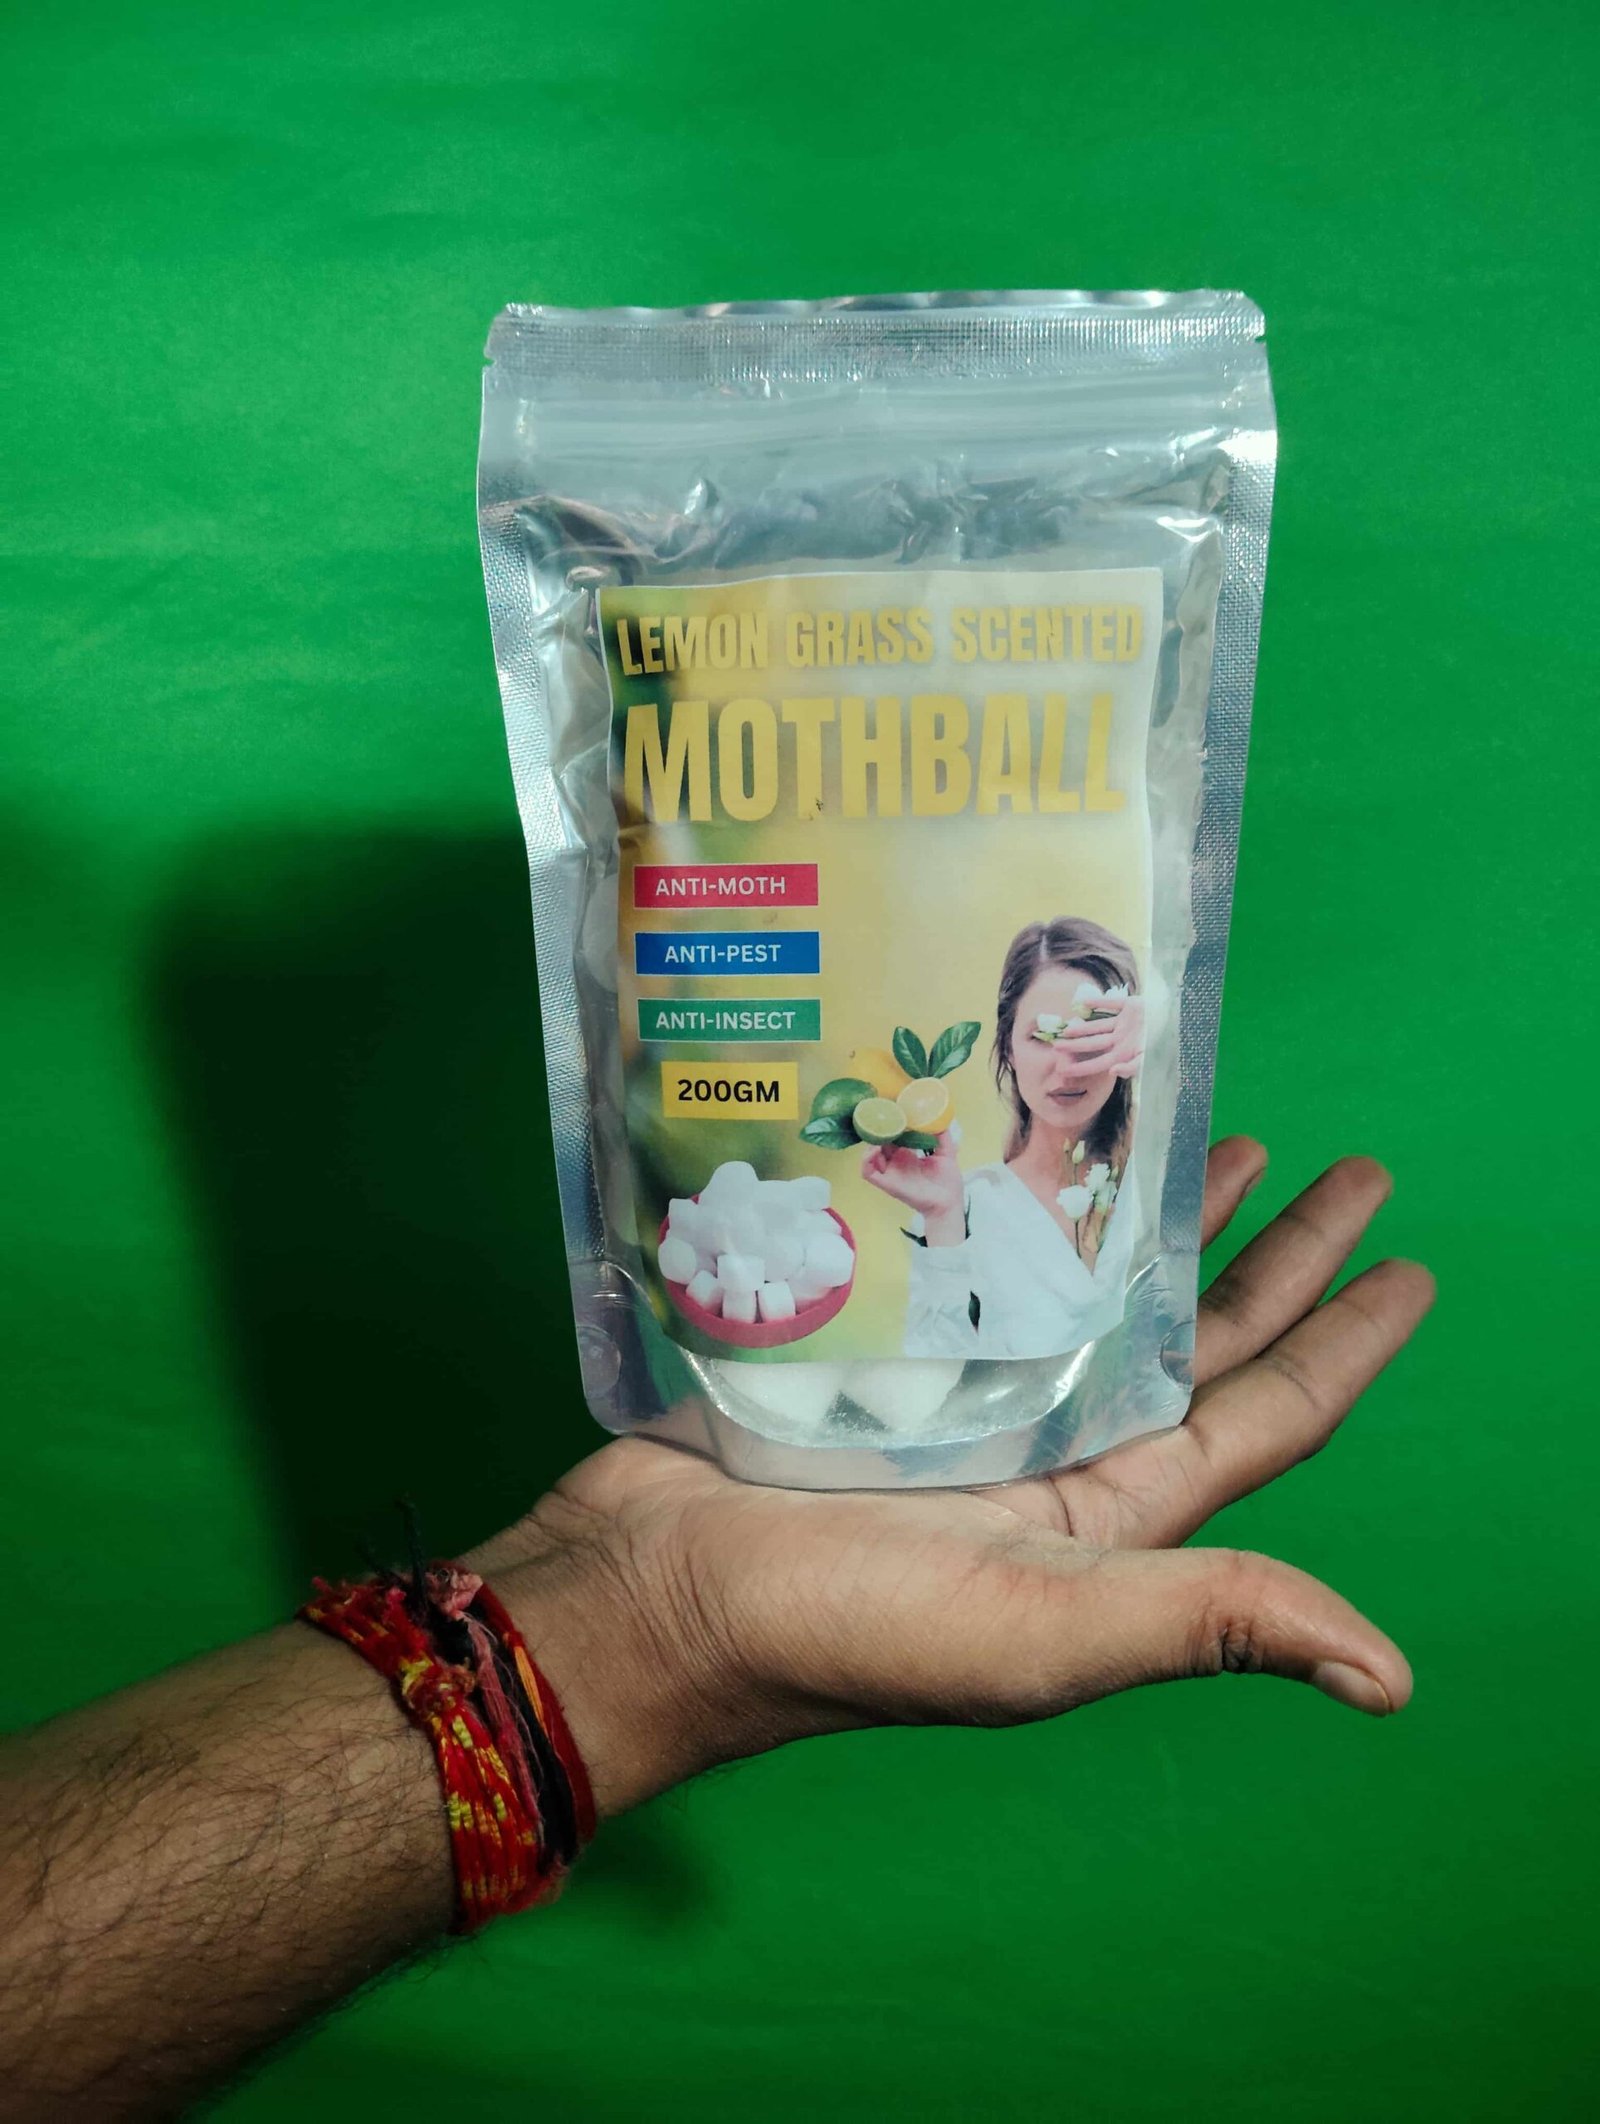 LEMON GRASS SCENTED
MOTHBALL
ANTI-MOTH
ANTI-PEST
ANTI-INSECT
200GM